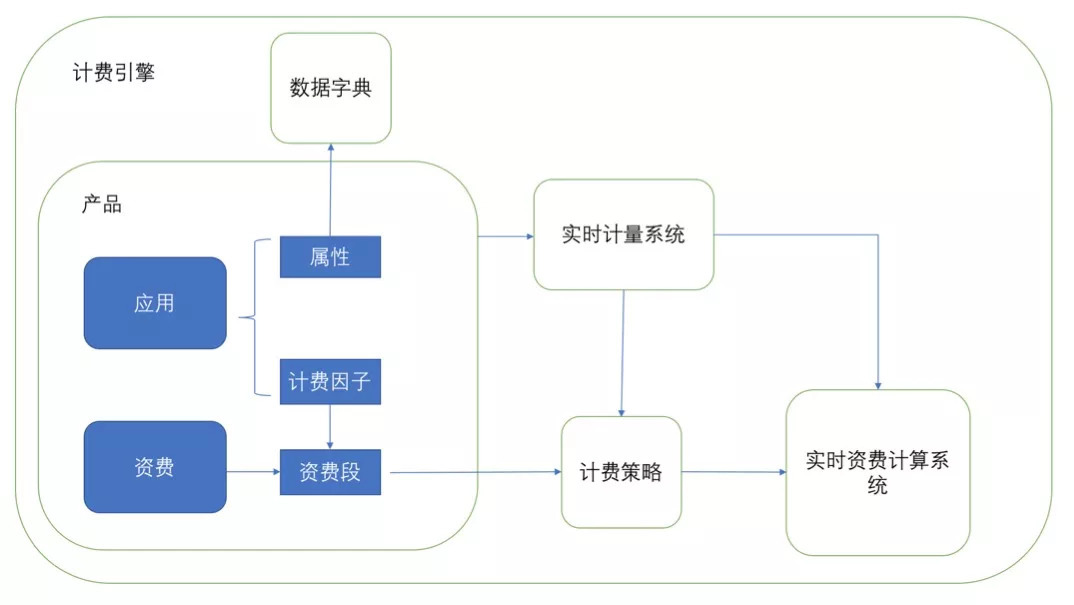 计费引擎
数据字典
产品
属性
实时计量系统
应用
计费因子
资费
资费段
计费策略
实时资费计算系
统